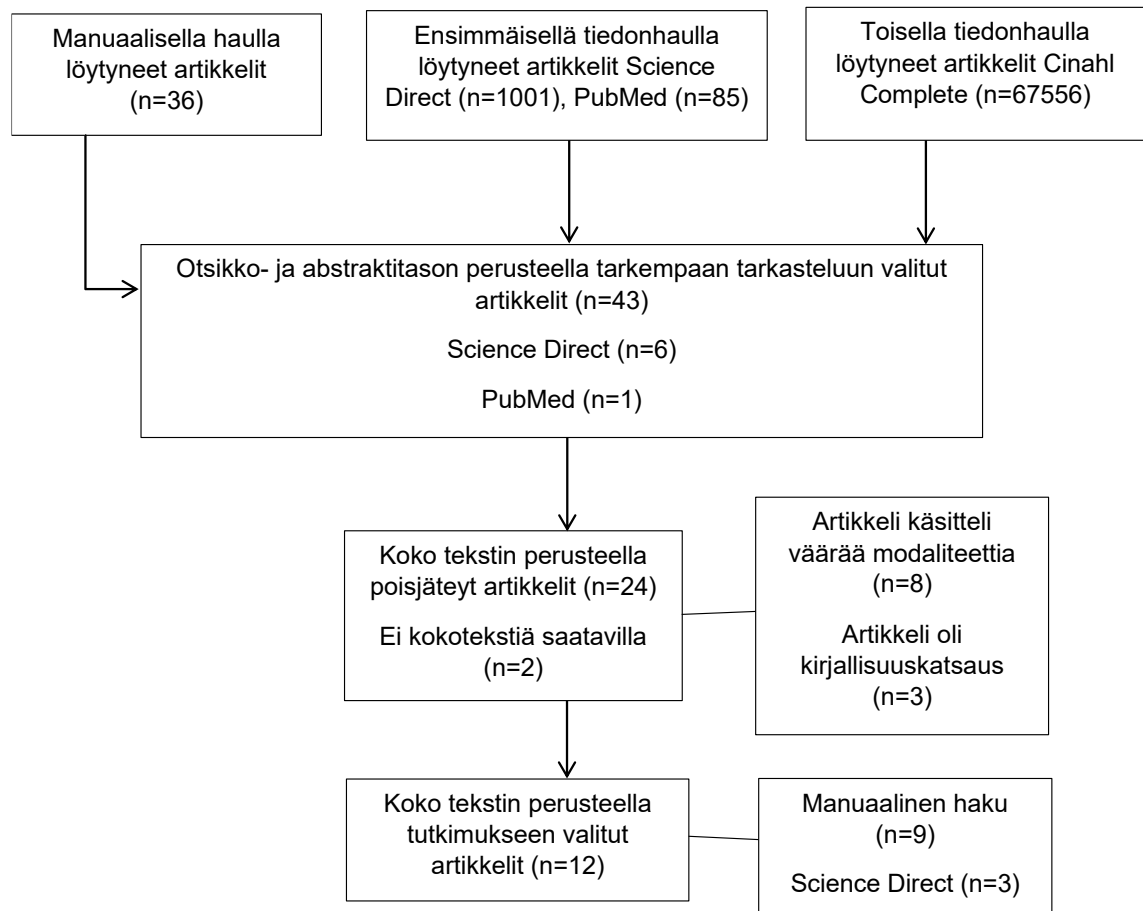 Manuaalisella haulla
löytyneet artikkelit
(n=36)
Ensimmäisellä tiedonhaulla
löytyneet artikkelit Science
Direct (n=1001), PubMed (n=85)
Toisella tiedonhaulla
löytyneet artikkelit Cinahl
Complete (n=67556)
Otsikko- ja abstraktitason perusteella tarkempaan tarkasteluun valitut
artikkelit (n=43)
Science Direct (n=6)
PubMed (n=1)
Koko tekstin perusteella
poisjäteyt artikkelit (n=24)
Ei kokotekstiä saatavilla
(n=2)
Artikkeli käsitteli
väärää modaliteettia
(n=8)
Artikkeli oli
kirjallisuuskatsaus
(n=3)
Koko tekstin perusteella
tutkimukseen valitut
artikkelit (n=12)
Manuaalinen haku
(n=9)
Science Direct (n=3)